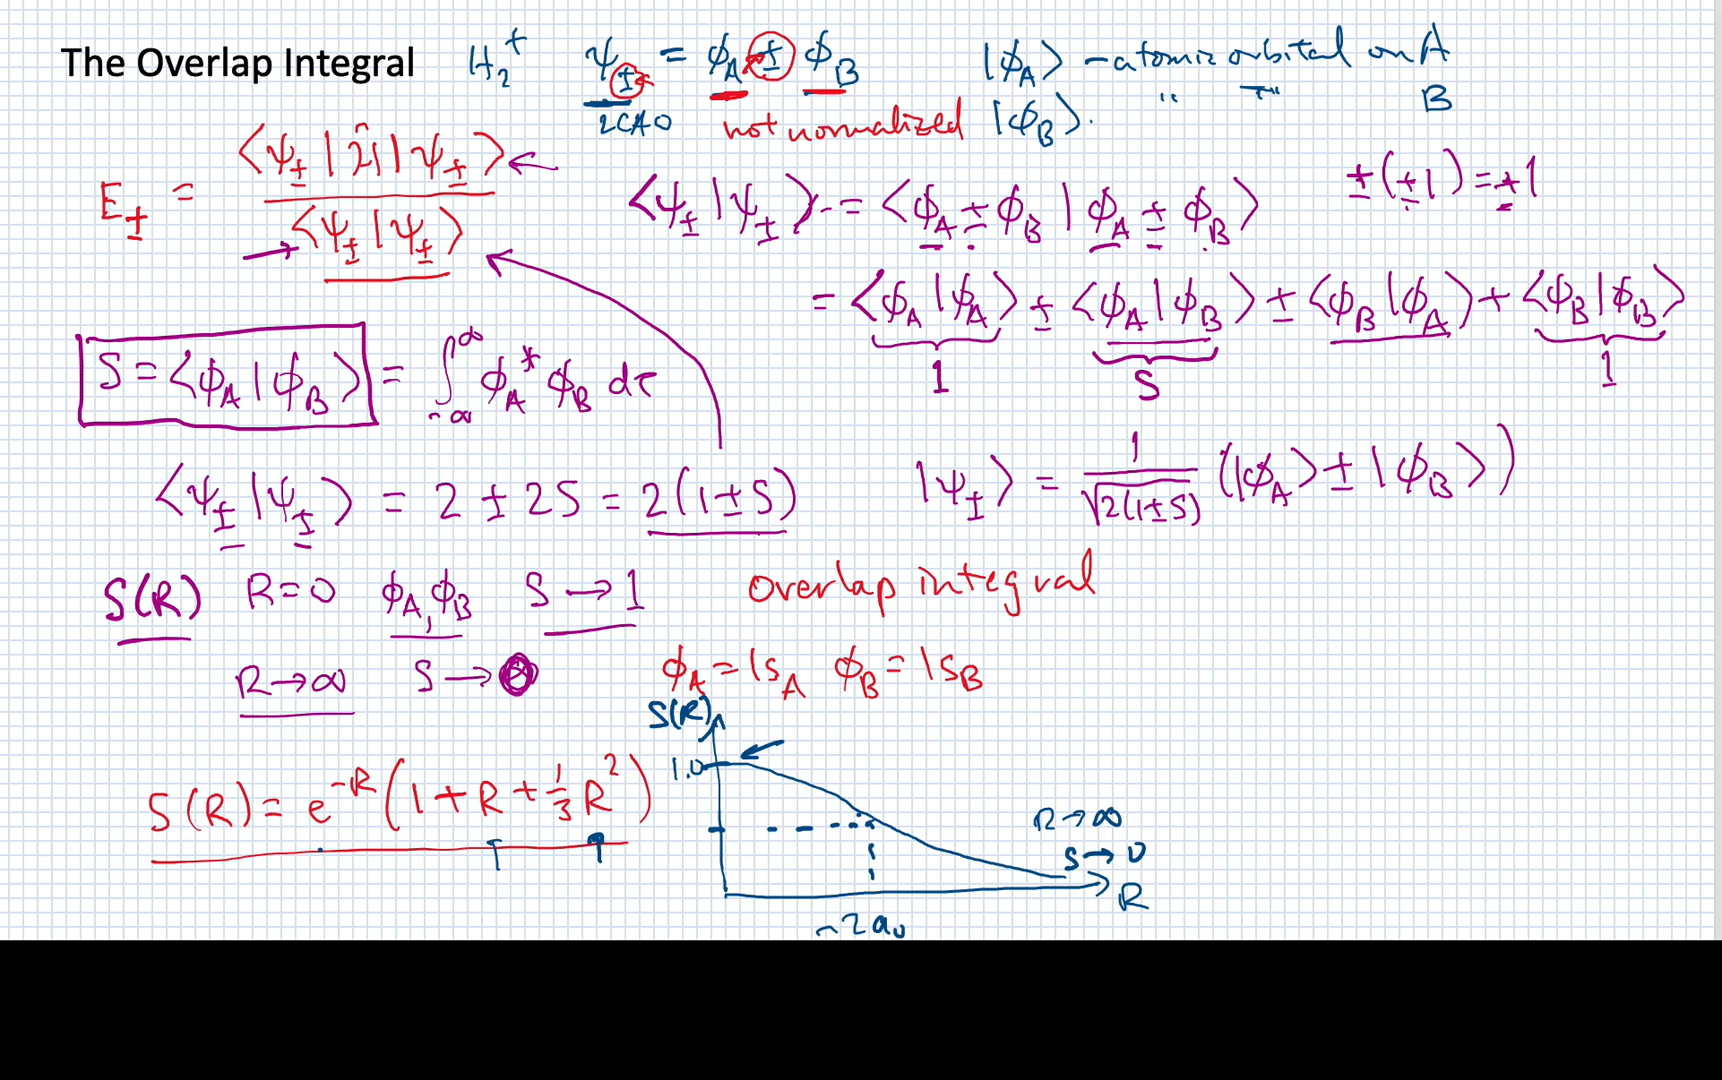 The Overlap Integral H₂⁺ ψ± = ϕA ± ϕB |ϕA⟩ - atomic orbital on A
LCAO not normalized |ϕB⟩. " " B
E± = ⟨ψ±|Ĥ|ψ±⟩ / ⟨ψ±|ψ±⟩
⟨ψ±|ψ±⟩ = ⟨ϕA ± ϕB | ϕA ± ϕB⟩ ±(±1) = +1
= ⟨ϕA|ϕA⟩ ± ⟨ϕA|ϕB⟩ ± ⟨ϕB|ϕA⟩ + ⟨ϕB|ϕB⟩
1 S 1
S = ⟨ϕA|ϕB⟩ = ∫_{-∞}^{∞} ϕA* ϕB dτ
⟨ψ±|ψ±⟩ = 2 ± 2S = 2(1±S) |ψ±⟩ = 1/√2(1±S) (|ϕA⟩ ± |ϕB⟩)
S(R) R=0 ϕA, ϕB S → 1 Overlap integral
R→∞ S → ϕA = 1sA ϕB = 1sB
S(R) = e^{-R} (1 + R + 1/3 R²)
S(R)
1.0
R→∞
S → 0
R
~2a₀